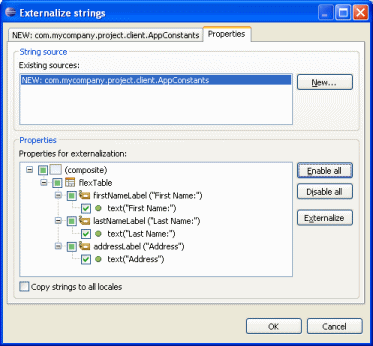 Externalize strings
NEW: com.mycompany.project.client.AppConstants Properties
String source
Existing sources:
NEW: com.mycompany.project.client.AppConstants
New...
Properties
Properties for externalization:
(composite)
flexTable
firstNameLabel ("First Name:")
text("First Name:")
lastNameLabel ("Last Name:")
text("Last Name:")
addressLabel ("Address")
text("Address")
Enable all
Disable all
Externalize
Copy strings to all locales
OK Cancel